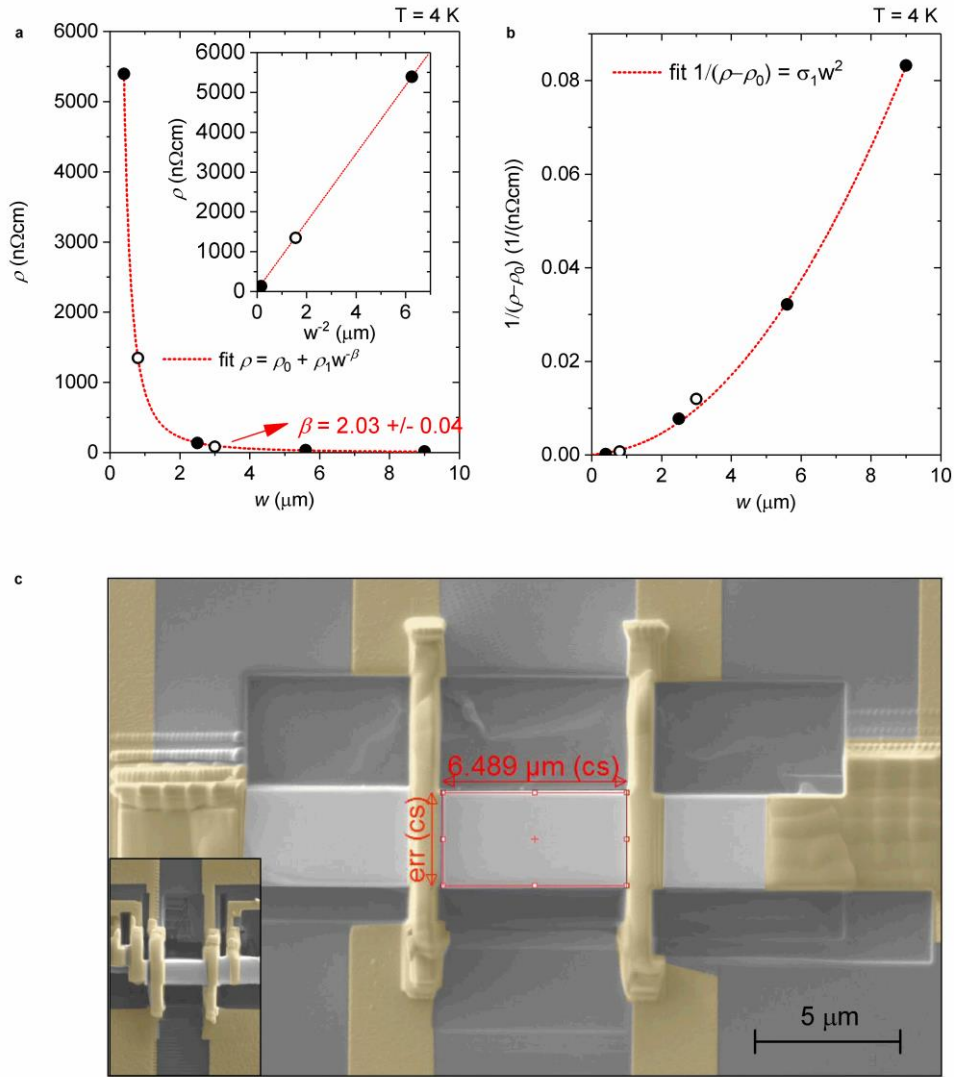 T = 4 K
a
6000
5000
4000
3000
2000
1000
0
ρ (nΩcm)
0 2 4 6 8 10
w (μm)
6000
5000
4000
3000
2000
1000
0
ρ (nΩcm)
0 2 4 6
w⁻² (μm)
fit ρ = ρ₀ + ρ₁w⁻ᵝ
β = 2.03 +/- 0.04
T = 4 K
b
fit 1/(ρ−ρ₀) = σ₁w²
0.08
0.06
0.04
0.02
0.00
1/(ρ−ρ₀) (1/(nΩcm))
0 2 4 6 8 10
w (μm)
c
6.489 μm (cs)
err (cs)
5 μm